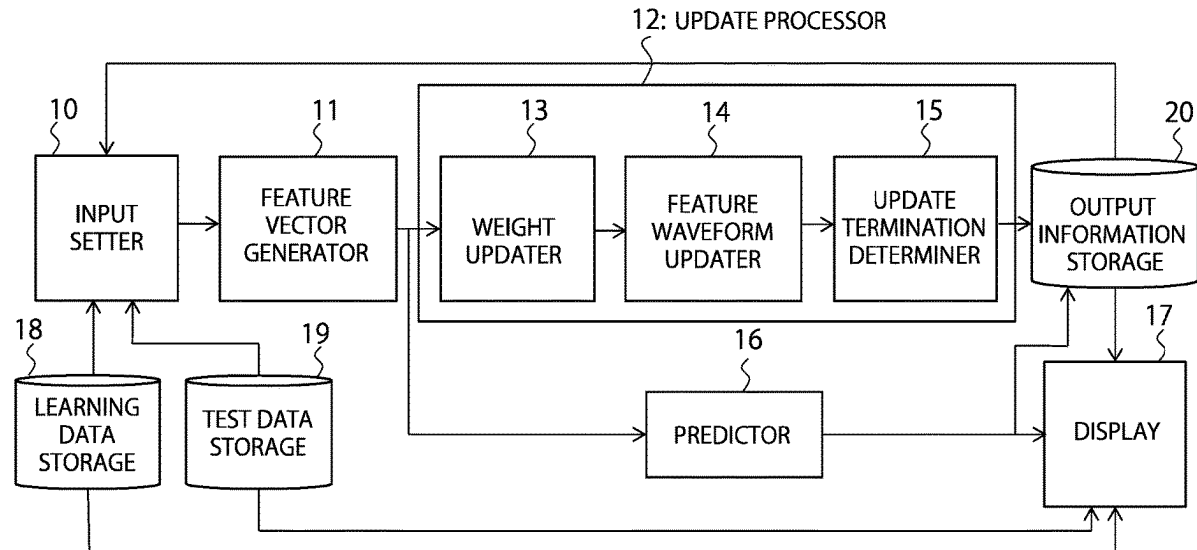 12: UPDATE PROCESSOR
10
11
13
14
15
20
INPUT
SETTER
FEATURE
VECTOR
GENERATOR
WEIGHT
UPDATER
FEATURE
WAVEFORM
UPDATER
UPDATE
TERMINATION
DETERMINER
OUTPUT
INFORMATION
STORAGE
18
19
16
17
LEARNING
DATA
STORAGE
TEST DATA
STORAGE
PREDICTOR
DISPLAY